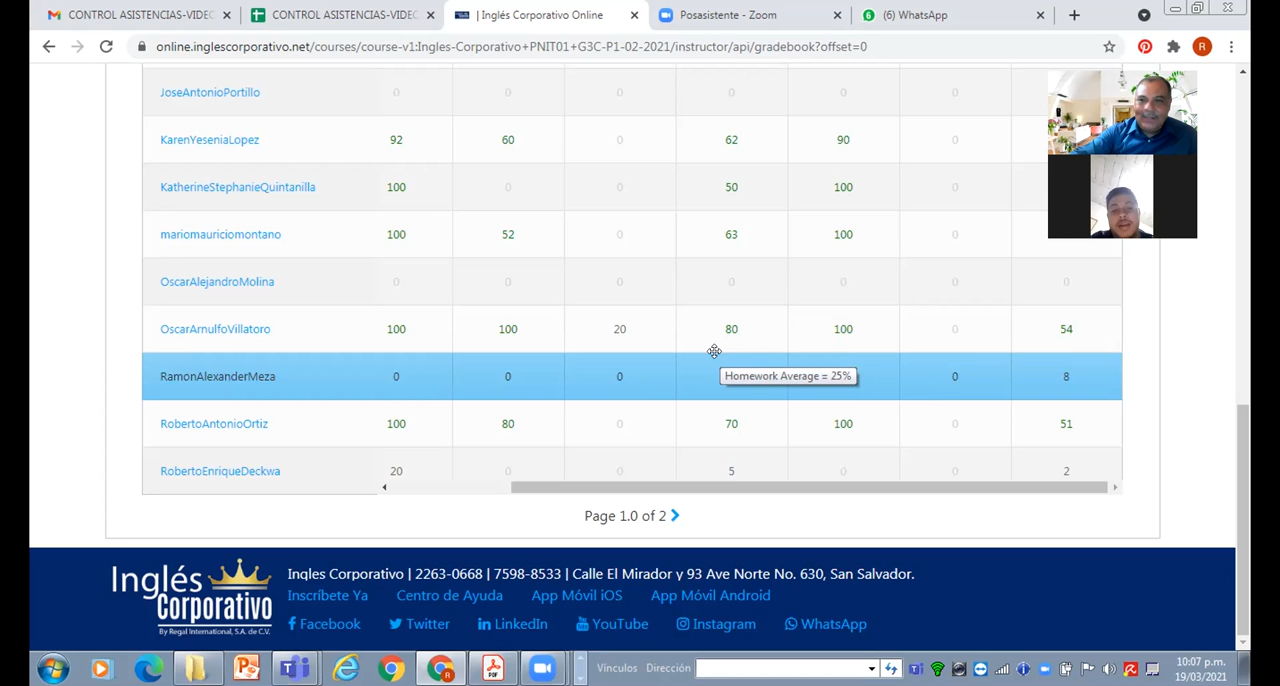 CONTROL ASISTENCIAS-VIDEC
CONTROL ASISTENCIAS-VIDEC
| Inglés Corporativo Online
Posasistente - Zoom
(6) WhatsApp
online.inglescorporativo.net/courses/course-v1:Ingles-Corporativo+PNIT01+G3C-P1-02-2021/instructor/api/gradebook?offset=0
R
JoseAntonioPortillo 0 0 0 0 0 0
KarenYeseniaLopez 92 60 0 62 90 0
KatherineStephanieQuintanilla 100 0 0 50 100 0
mariomauriciomontano 100 52 0 63 100 0
OscarAlejandroMolina 0 0 0 0 0 0 0
OscarArnulfoVillatoro 100 100 20 80 100 0 54
RamonAlexanderMeza 0 0 0 Homework Average = 25% 0 8
RobertoAntonioOrtiz 100 80 0 70 100 0 51
RobertoEnriqueDeckwa 20 0 0 5 0 0 2
Page 1.0 of 2
Inglés Corporativo
By Regal International, S.A. de C.V.
Ingles Corporativo | 2263-0668 | 7598-8533 | Calle El Mirador y 93 Ave Norte No. 630, San Salvador.
Inscríbete Ya Centro de Ayuda App Móvil iOS App Móvil Android
Facebook Twitter LinkedIn YouTube Instagram WhatsApp
Vínculos Dirección
10:07 p.m.
19/03/2021